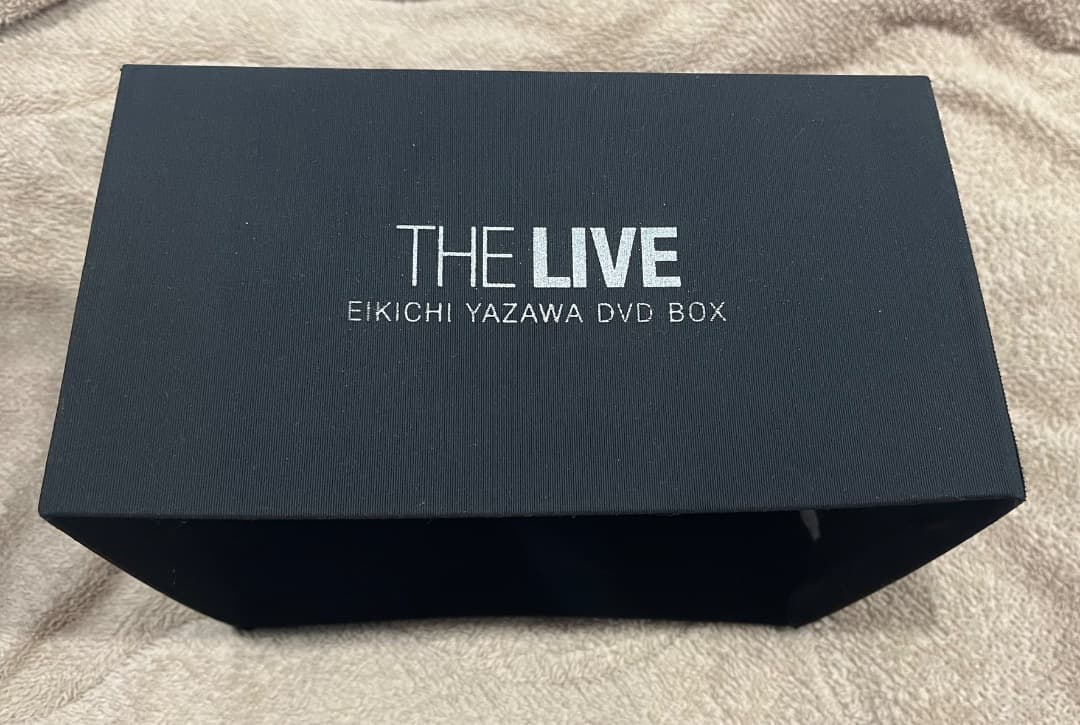 THE LIVE
EIKICHI YAZAWA DVD BOX